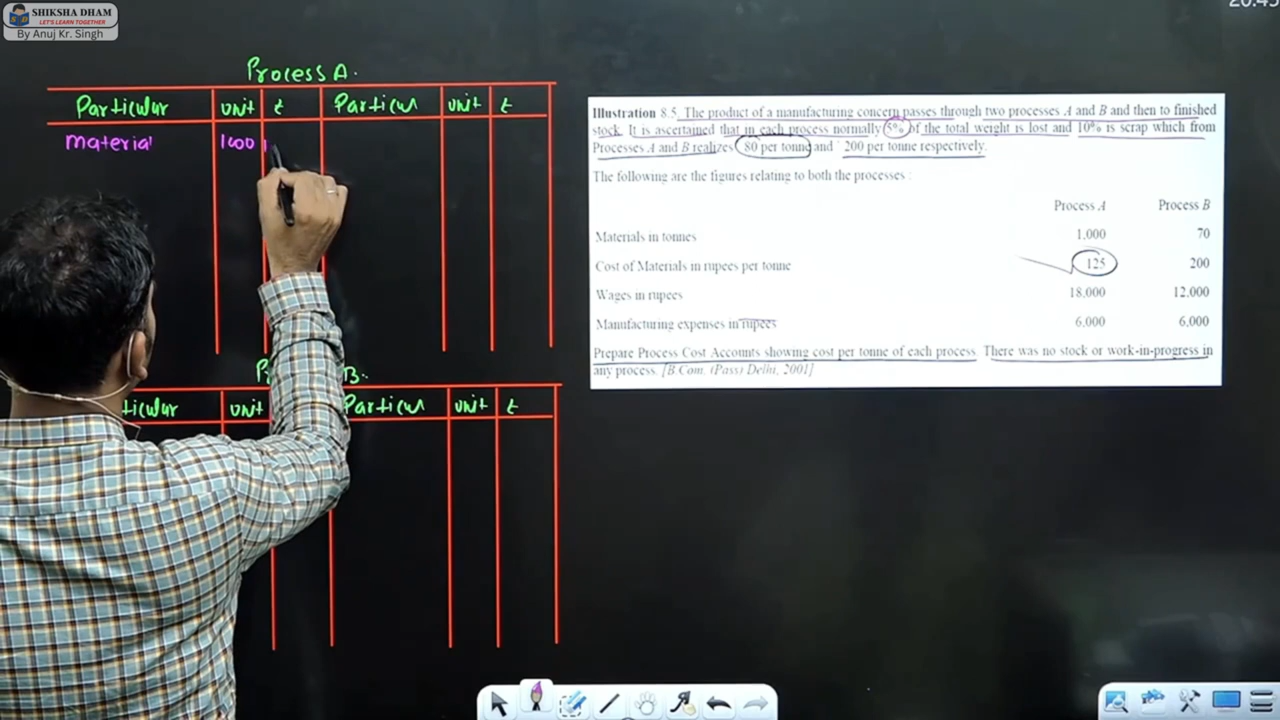 SHIKSHA DHAM
LET'S LEARN TOGETHER
By Anuj Kr. Singh
20:45
Process A.
Particular unit ₹ Particular unit ₹
material 1000 1
B.
ticular unit Particular unit ₹
Illustration 8.5. The product of a manufacturing concern passes through two processes A and B and then to finished
stock. It is ascertained that in each process normally 5% of the total weight is lost and 10% is scrap which from
Processes A and B realizes 80 per tonne and 200 per tonne respectively.
The following are the figures relating to both the processes :
Process A Process B
Materials in tonnes 1,000 70
Cost of Materials in rupees per tonne 125 200
Wages in rupees 18,000 12,000
Manufacturing expenses in rupees 6,000 6,000
Prepare Process Cost Accounts showing cost per tonne of each process. There was no stock or work-in-progress in
any process. [B.Com. (Pass) Delhi, 2001]